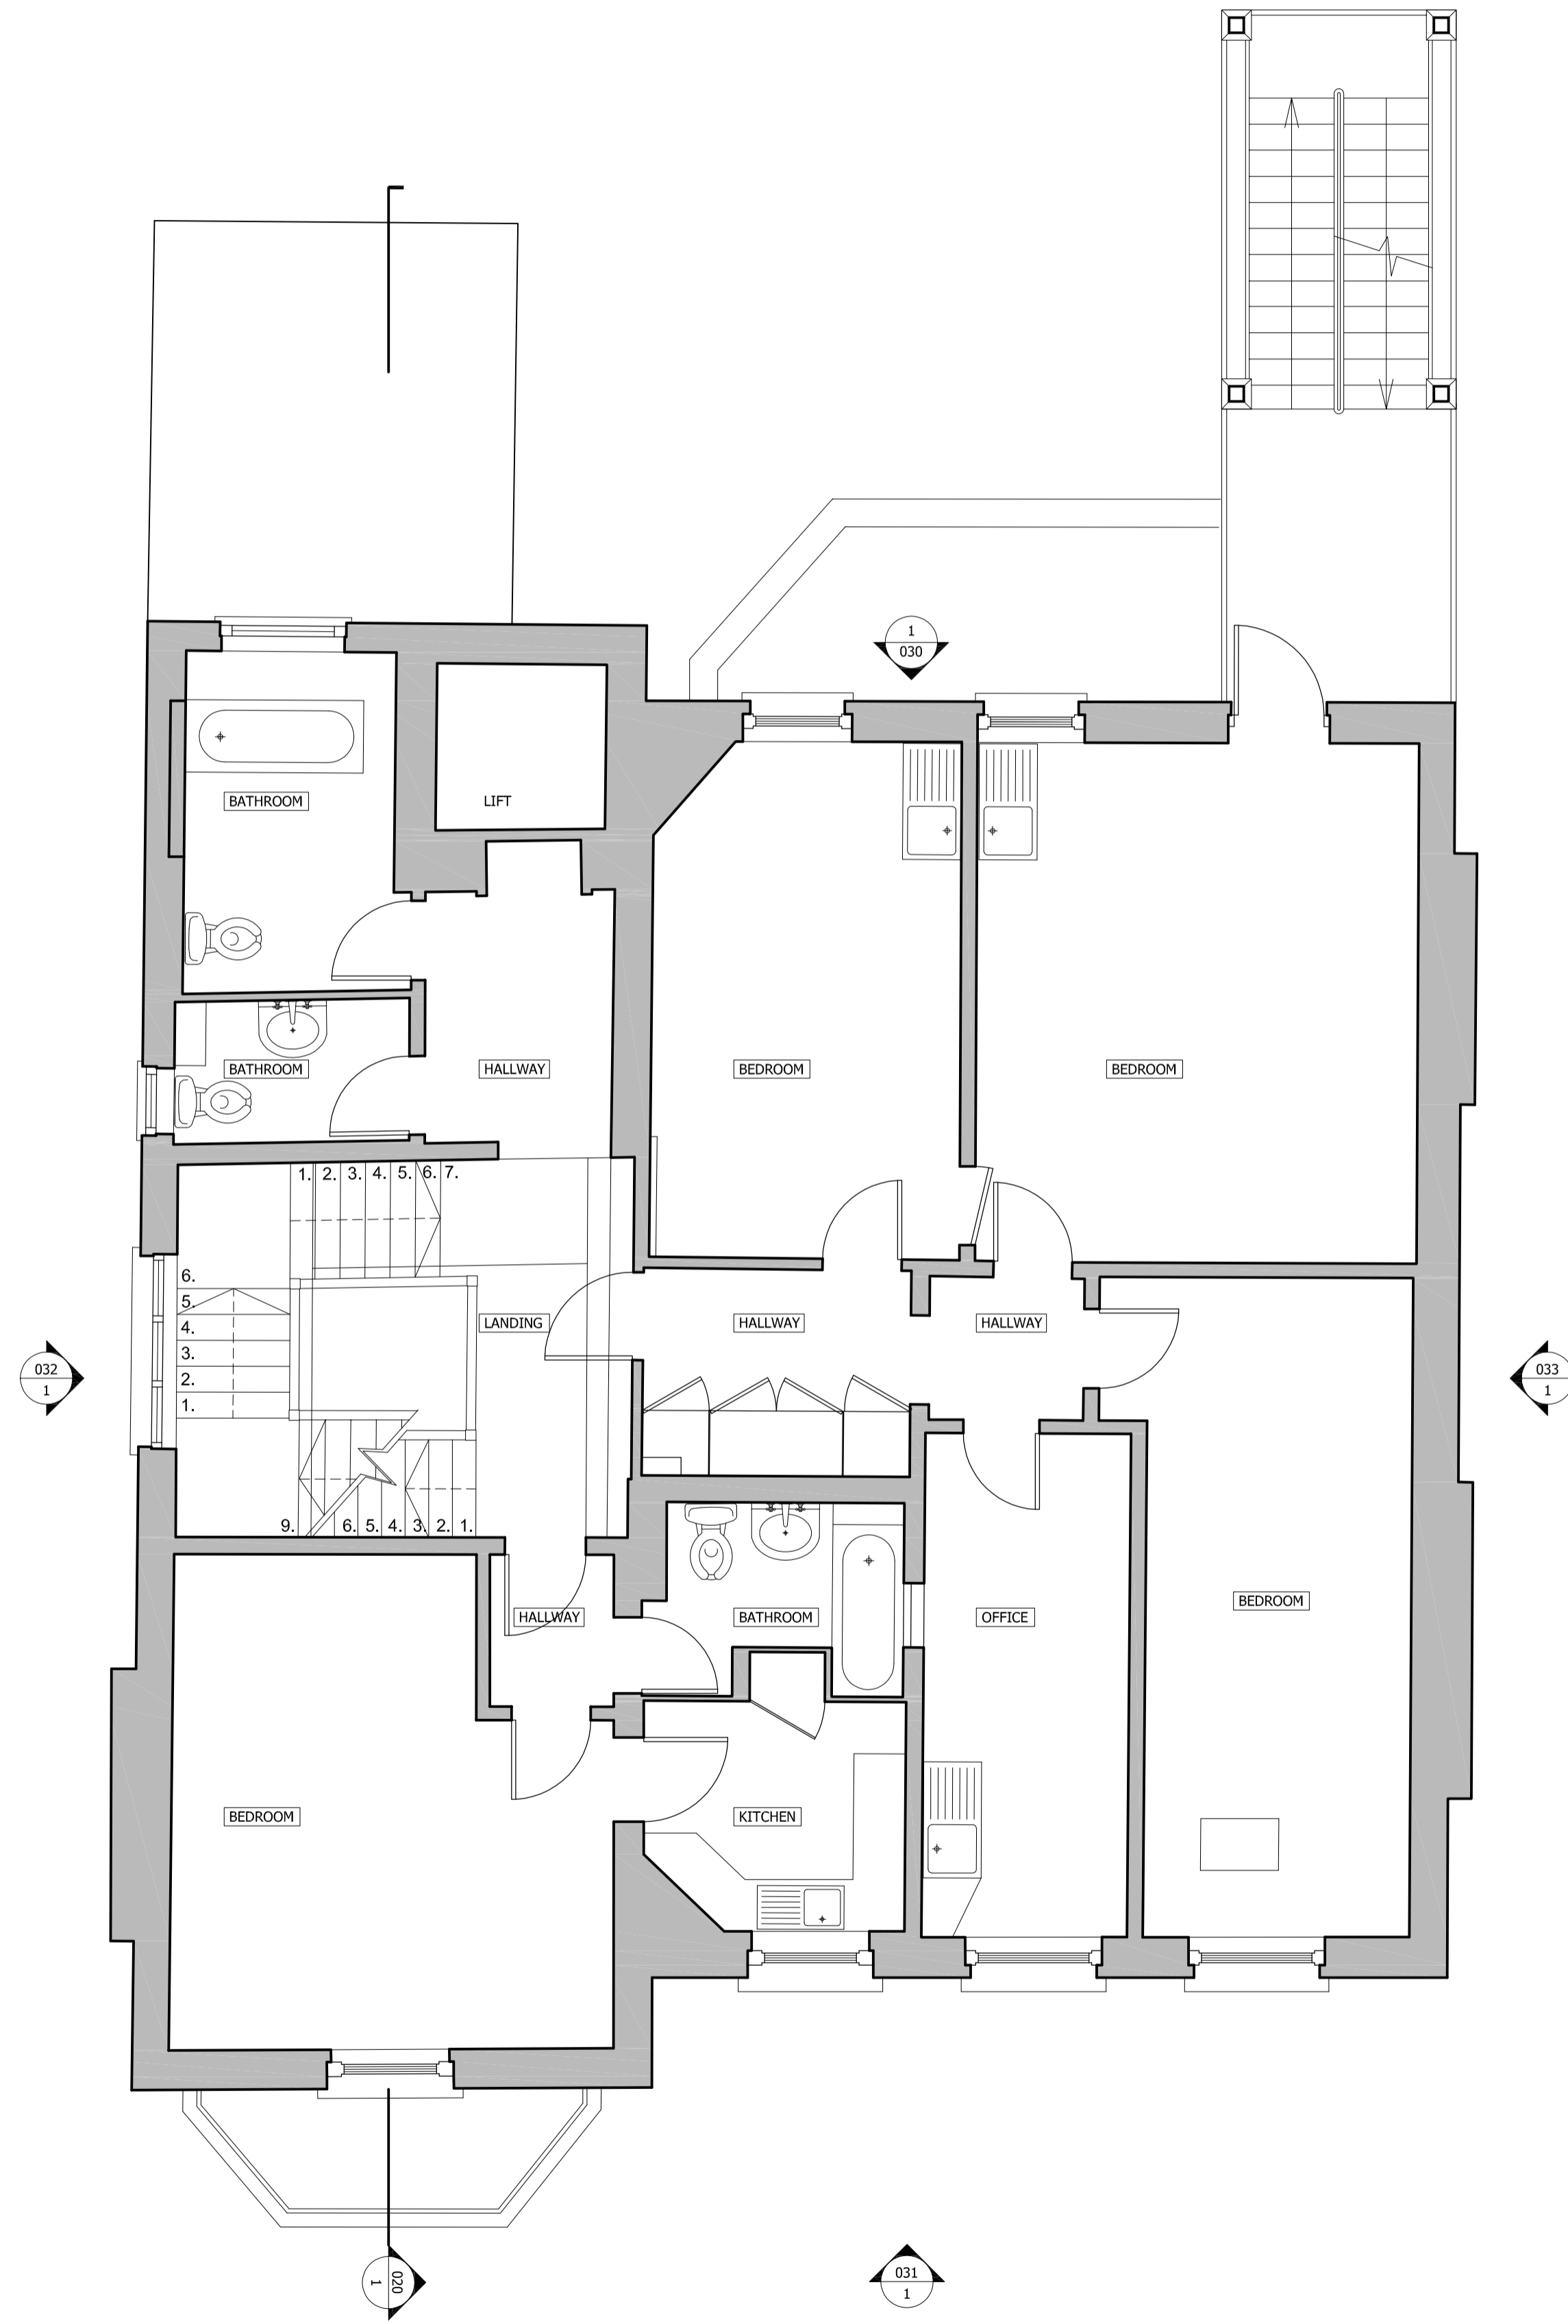 1
030
BATHROOM
LIFT
BATHROOM
HALLWAY
BEDROOM
BEDROOM
1. 2. 3. 4. 5. 6. 7.
6.
5.
4.
3.
2.
1.
LANDING
HALLWAY
HALLWAY
032
1
033
1
9. 6. 5. 4. 3. 2. 1.
HALLWAY
BATHROOM
OFFICE
BEDROOM
BEDROOM
KITCHEN
020
1
031
1